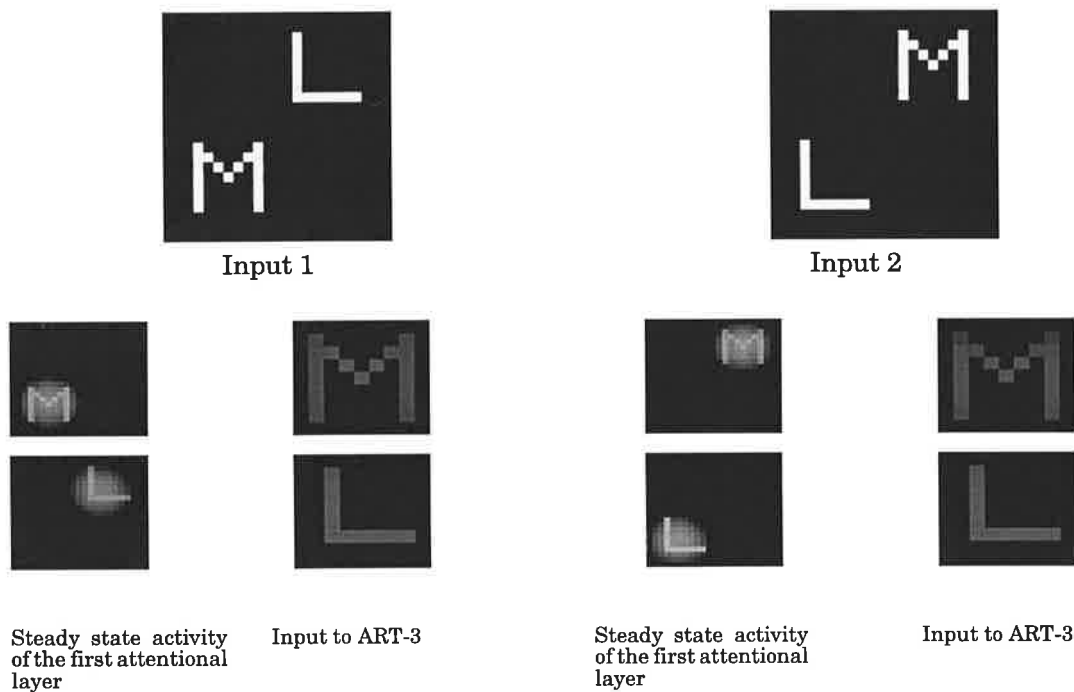 L
M
Input 1
M
L
Input 2
M
M
L
L
M
M
L
L
Steady state activity
of the first attentional
layer
Input to ART-3
Steady state activity
of the first attentional
layer
Input to ART-3